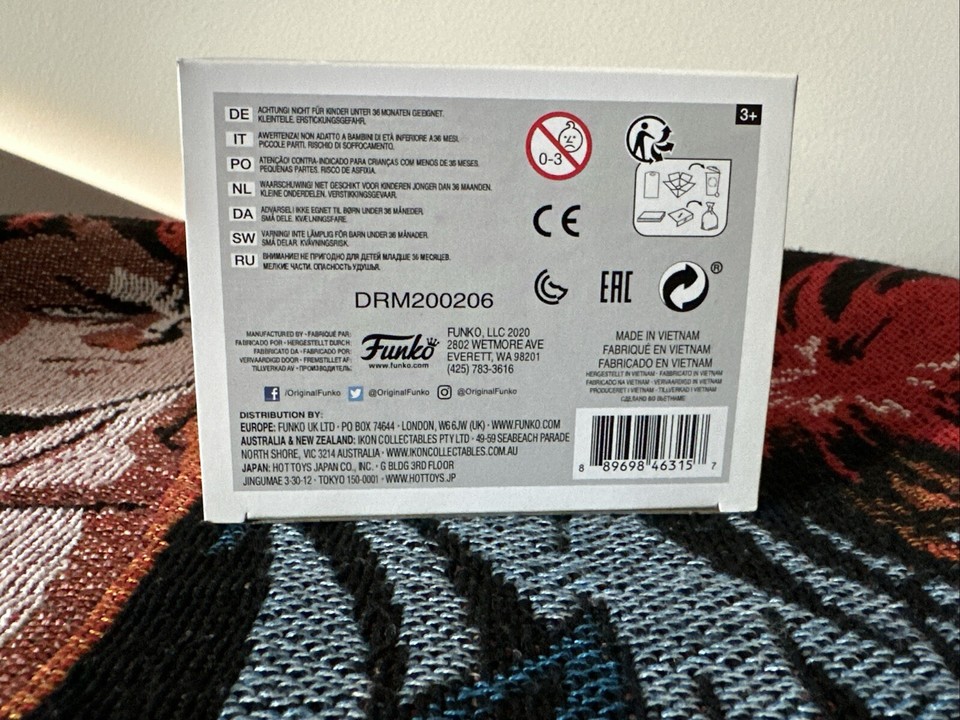 DE ACHTUNG! NICHT FÜR KINDER UNTER 36 MONATEN GEEIGNET.
KLEINTEILE. ERSTICKUNGSGEFAHR.
IT AVVERTENZA! NON ADATTO A BAMBINI DI ETÀ INFERIORE A 36 MESI.
PICCOLE PARTI. RISCHIO DI SOFFOCAMENTO.
PO ATENÇÃO! CONTRA-INDICADO PARA CRIANÇAS COM MENOS DE 36 MESES.
PEQUENAS PARTES. RISCO DE ASFIXIA.
NL WAARSCHUWING! NIET GESCHIKT VOOR KINDEREN JONGER DAN 36 MAANDEN.
KLEINE ONDERDELEN. VERSTIKKINGSGEVAAR.
DA ADVARSEL! IKKE EGNET TIL BØRN UNDER 36 MÅNEDER.
SMÅ DELE. KVÆLNINGSFARE.
SW VARNING! INTE LÄMPLIG FÖR BARN UNDER 36 MÅNADER.
SMÅ DELAR. KVÄVNINGSRISK.
RU ВНИМАНИЕ! НЕ ПРИГОДНО ДЛЯ ДЕТЕЙ МЛАДШЕ 36 МЕСЯЦЕВ.
МЕЛКИЕ ЧАСТИ. ОПАСНОСТЬ УДУШЬЯ.
0-3
3+
CE
EAC
®
DRM200206
MANUFACTURED BY • FABRIQUÉ PAR:
FABRICADO POR • HERGESTELLT DURCH:
FABBRICATO DA • FABRICADO POR:
VERVAARDIGD DOOR • FREMSTILLET AF:
TILLVERKAD AV • ПРОИЗВОДИТЕЛЬ:
Funko
www.funko.com
FUNKO, LLC 2020
2802 WETMORE AVE
EVERETT, WA 98201
(425) 783-3616
/OriginalFunko @OriginalFunko @OriginalFunko
MADE IN VIETNAM
FABRIQUÉ EN VIETNAM
FABRICADO EN VIETNAM
HERGESTELLT IN VIETNAM • FABBRICATO IN VIETNAM
FABRICADO NA VIETNAM • VERVAARDIGD IN VIETNAM
PRODUCERET I VIETNAM • TILLVERKAD I VIETNAM
СДЕЛАНО ВО ВЬЕТНАМЕ
DISTRIBUTION BY:
EUROPE: FUNKO UK LTD • PO BOX 74644 • LONDON, W6 6JW (UK) • WWW.FUNKO.COM
AUSTRALIA & NEW ZEALAND: IKON COLLECTABLES PTY LTD • 49-59 SEABEACH PARADE
NORTH SHORE, VIC 3214 AUSTRALIA • WWW.IKONCOLLECTABLES.COM.AU
JAPAN: HOT TOYS JAPAN CO., INC. • G BLDG 3RD FLOOR
JINGUMAE 3-30-12 • TOKYO 150-0001 • WWW.HOTTOYS.JP
8 89698 46315 7